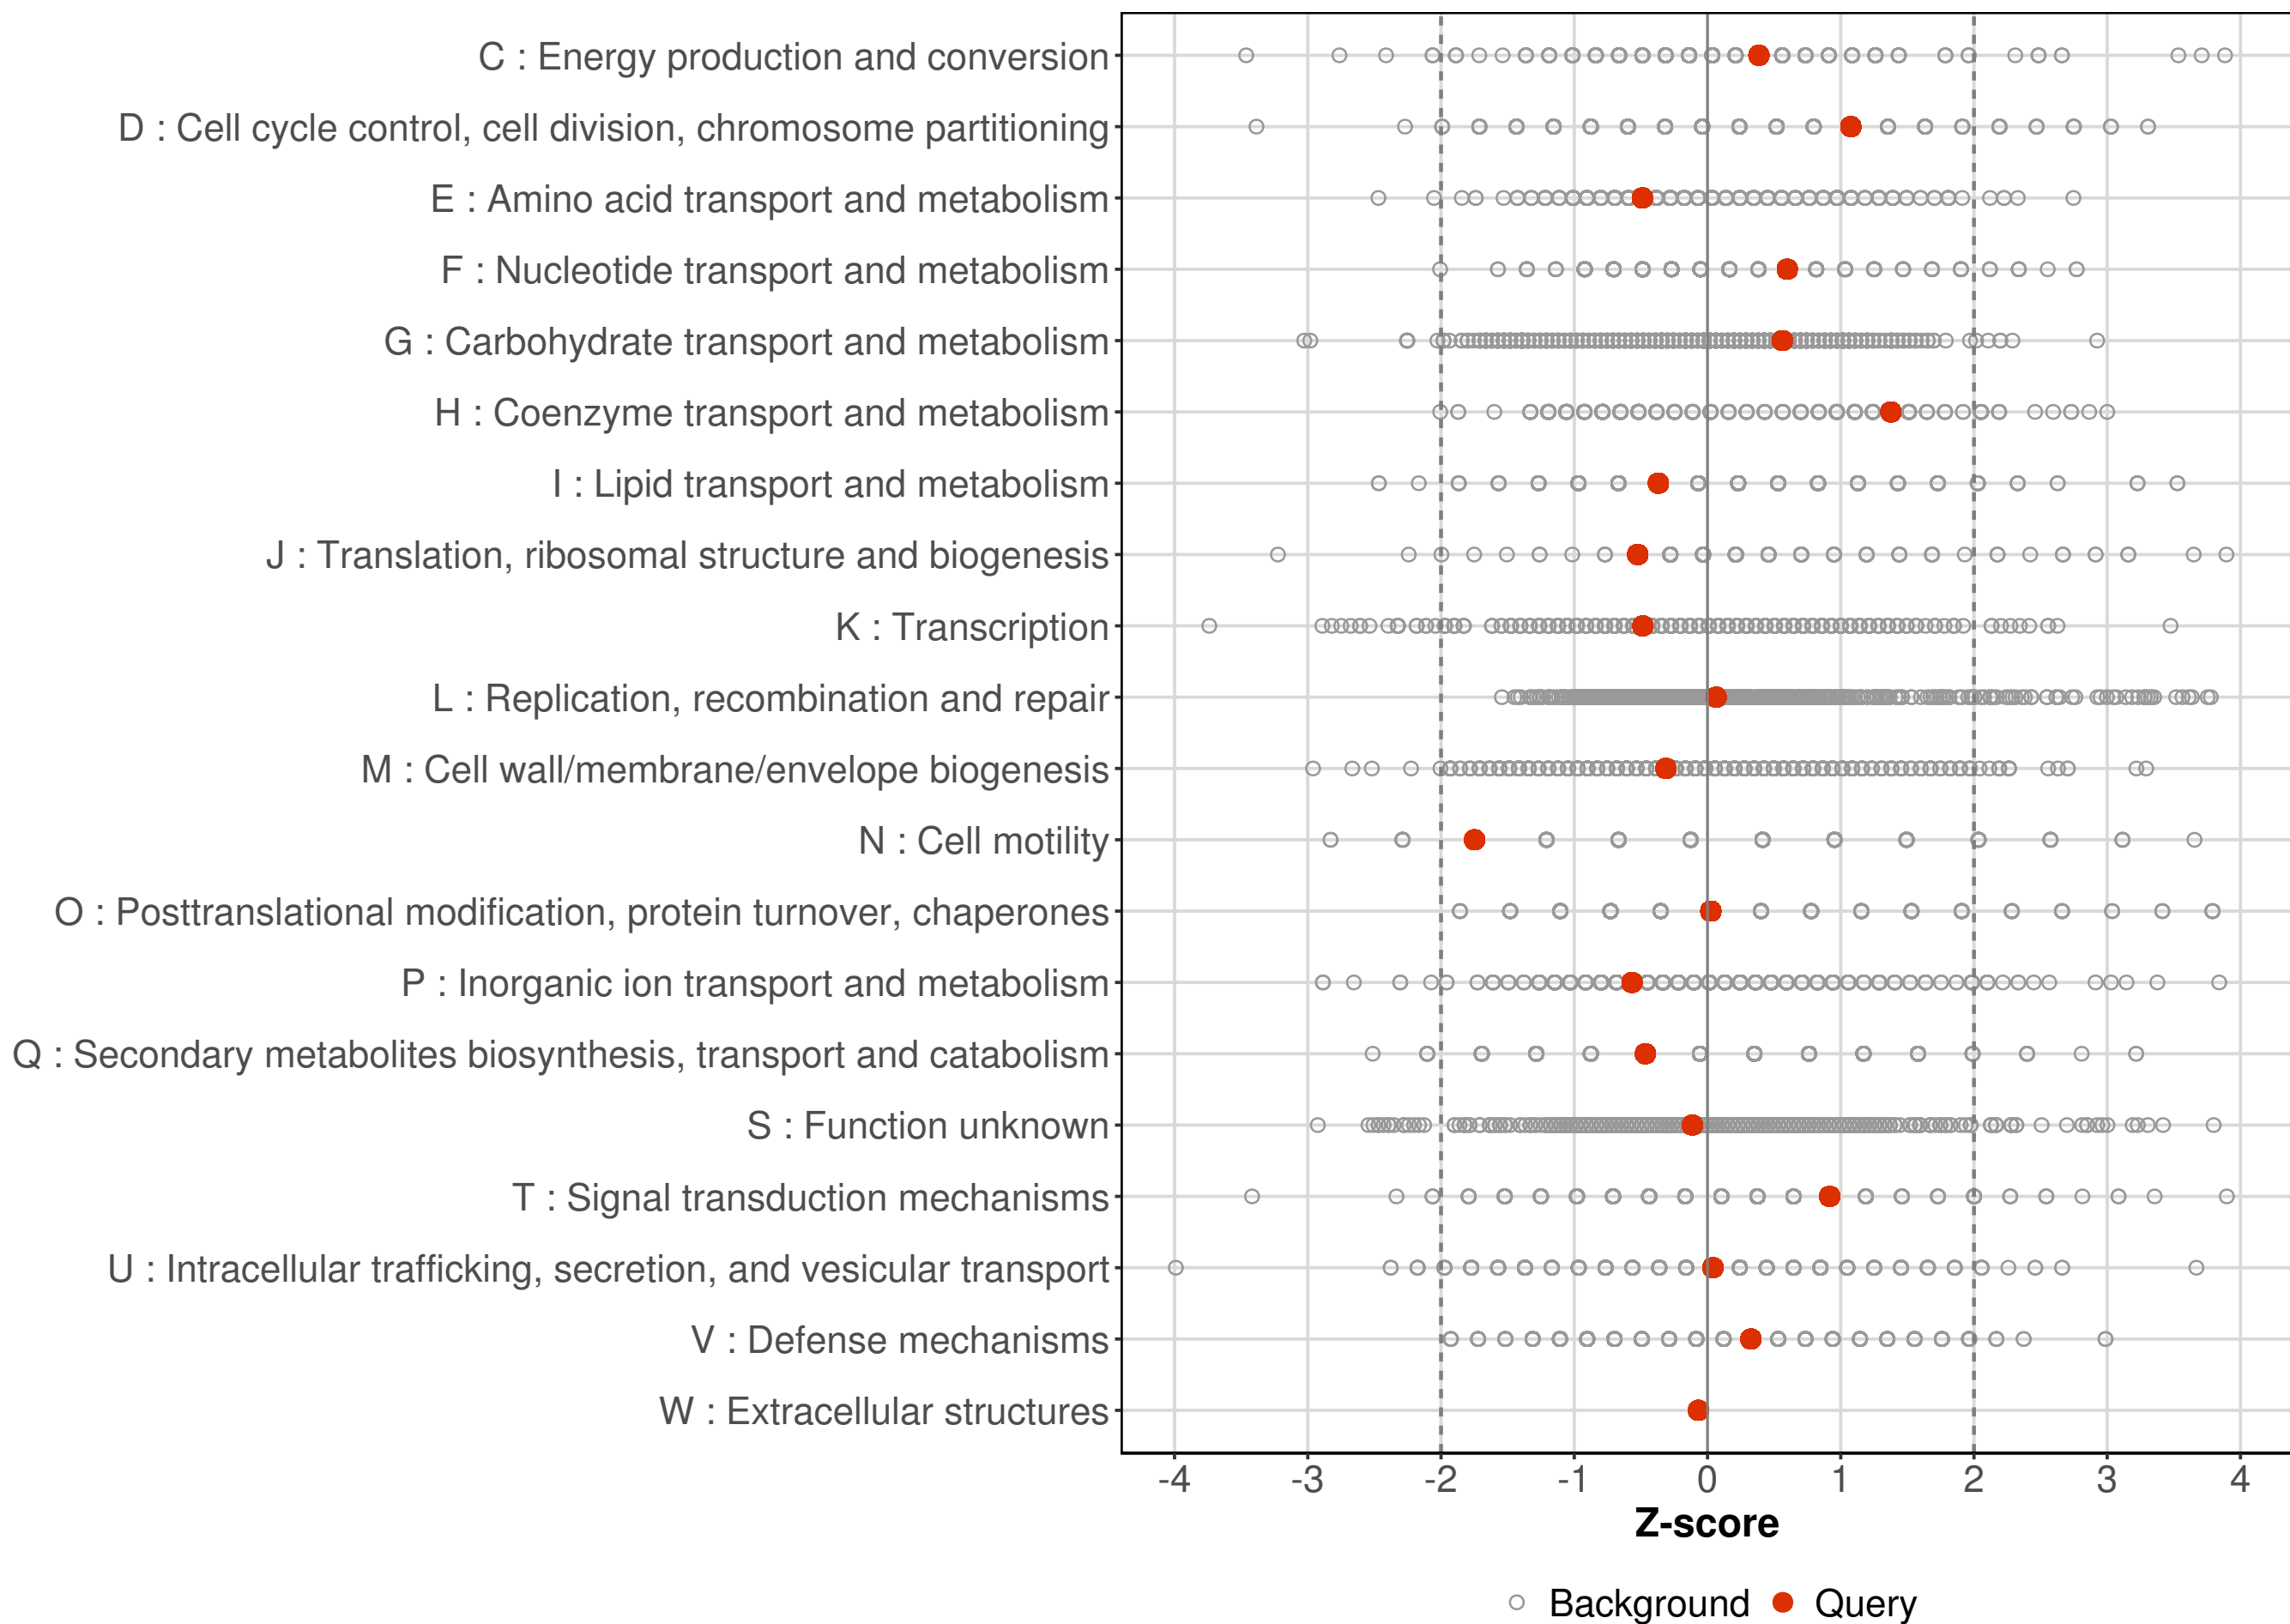 C : Energy production and conversion
D : Cell cycle control, cell division, chromosome partitioning
E : Amino acid transport and metabolism
F : Nucleotide transport and metabolism
G : Carbohydrate transport and metabolism
H : Coenzyme transport and metabolism
I : Lipid transport and metabolism
J : Translation, ribosomal structure and biogenesis
K : Transcription
L : Replication, recombination and repair
M : Cell wall/membrane/envelope biogenesis
N : Cell motility
O : Posttranslational modification, protein turnover, chaperones
P : Inorganic ion transport and metabolism
Q : Secondary metabolites biosynthesis, transport and catabolism
S : Function unknown
T : Signal transduction mechanisms
U : Intracellular trafficking, secretion, and vesicular transport
V : Defense mechanisms
W : Extracellular structures
-4 -3 -2 -1 0 1 2 3 4
Z-score
Background Query